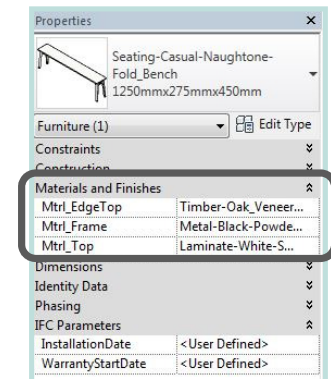 Properties
Seating-Casual-Naughtone-
Fold_Bench
1250mmx275mmx450mm
Furniture (1)
Edit Type
Constraints
Construction
Materials and Finishes
Mtrl_EdgeTop Timber-Oak_Veneer...
Mtrl_Frame Metal-Black-Powde...
Mtrl_Top Laminate-White-S...
Dimensions
Identity Data
Phasing
IFC Parameters
InstallationDate <User Defined>
WarrantyStartDate <User Defined>